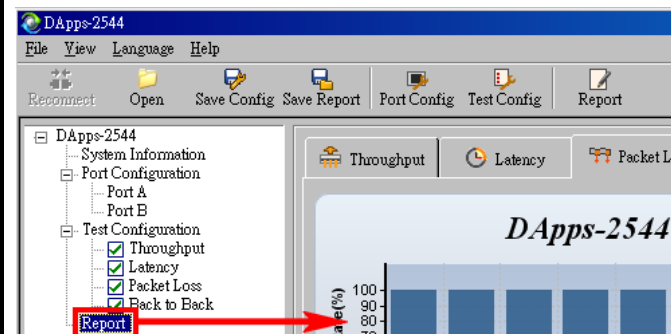 DApps-2544
File View Language Help
Reconnect Open Save Config Save Report Port Config Test Config Report
DApps-2544
System Information
Port Configuration
Port A
Port B
Test Configuration
Throughput
Latency
Packet Loss
Back to Back
Report
Throughput Latency Packet L
DApps-2544
100
90
80